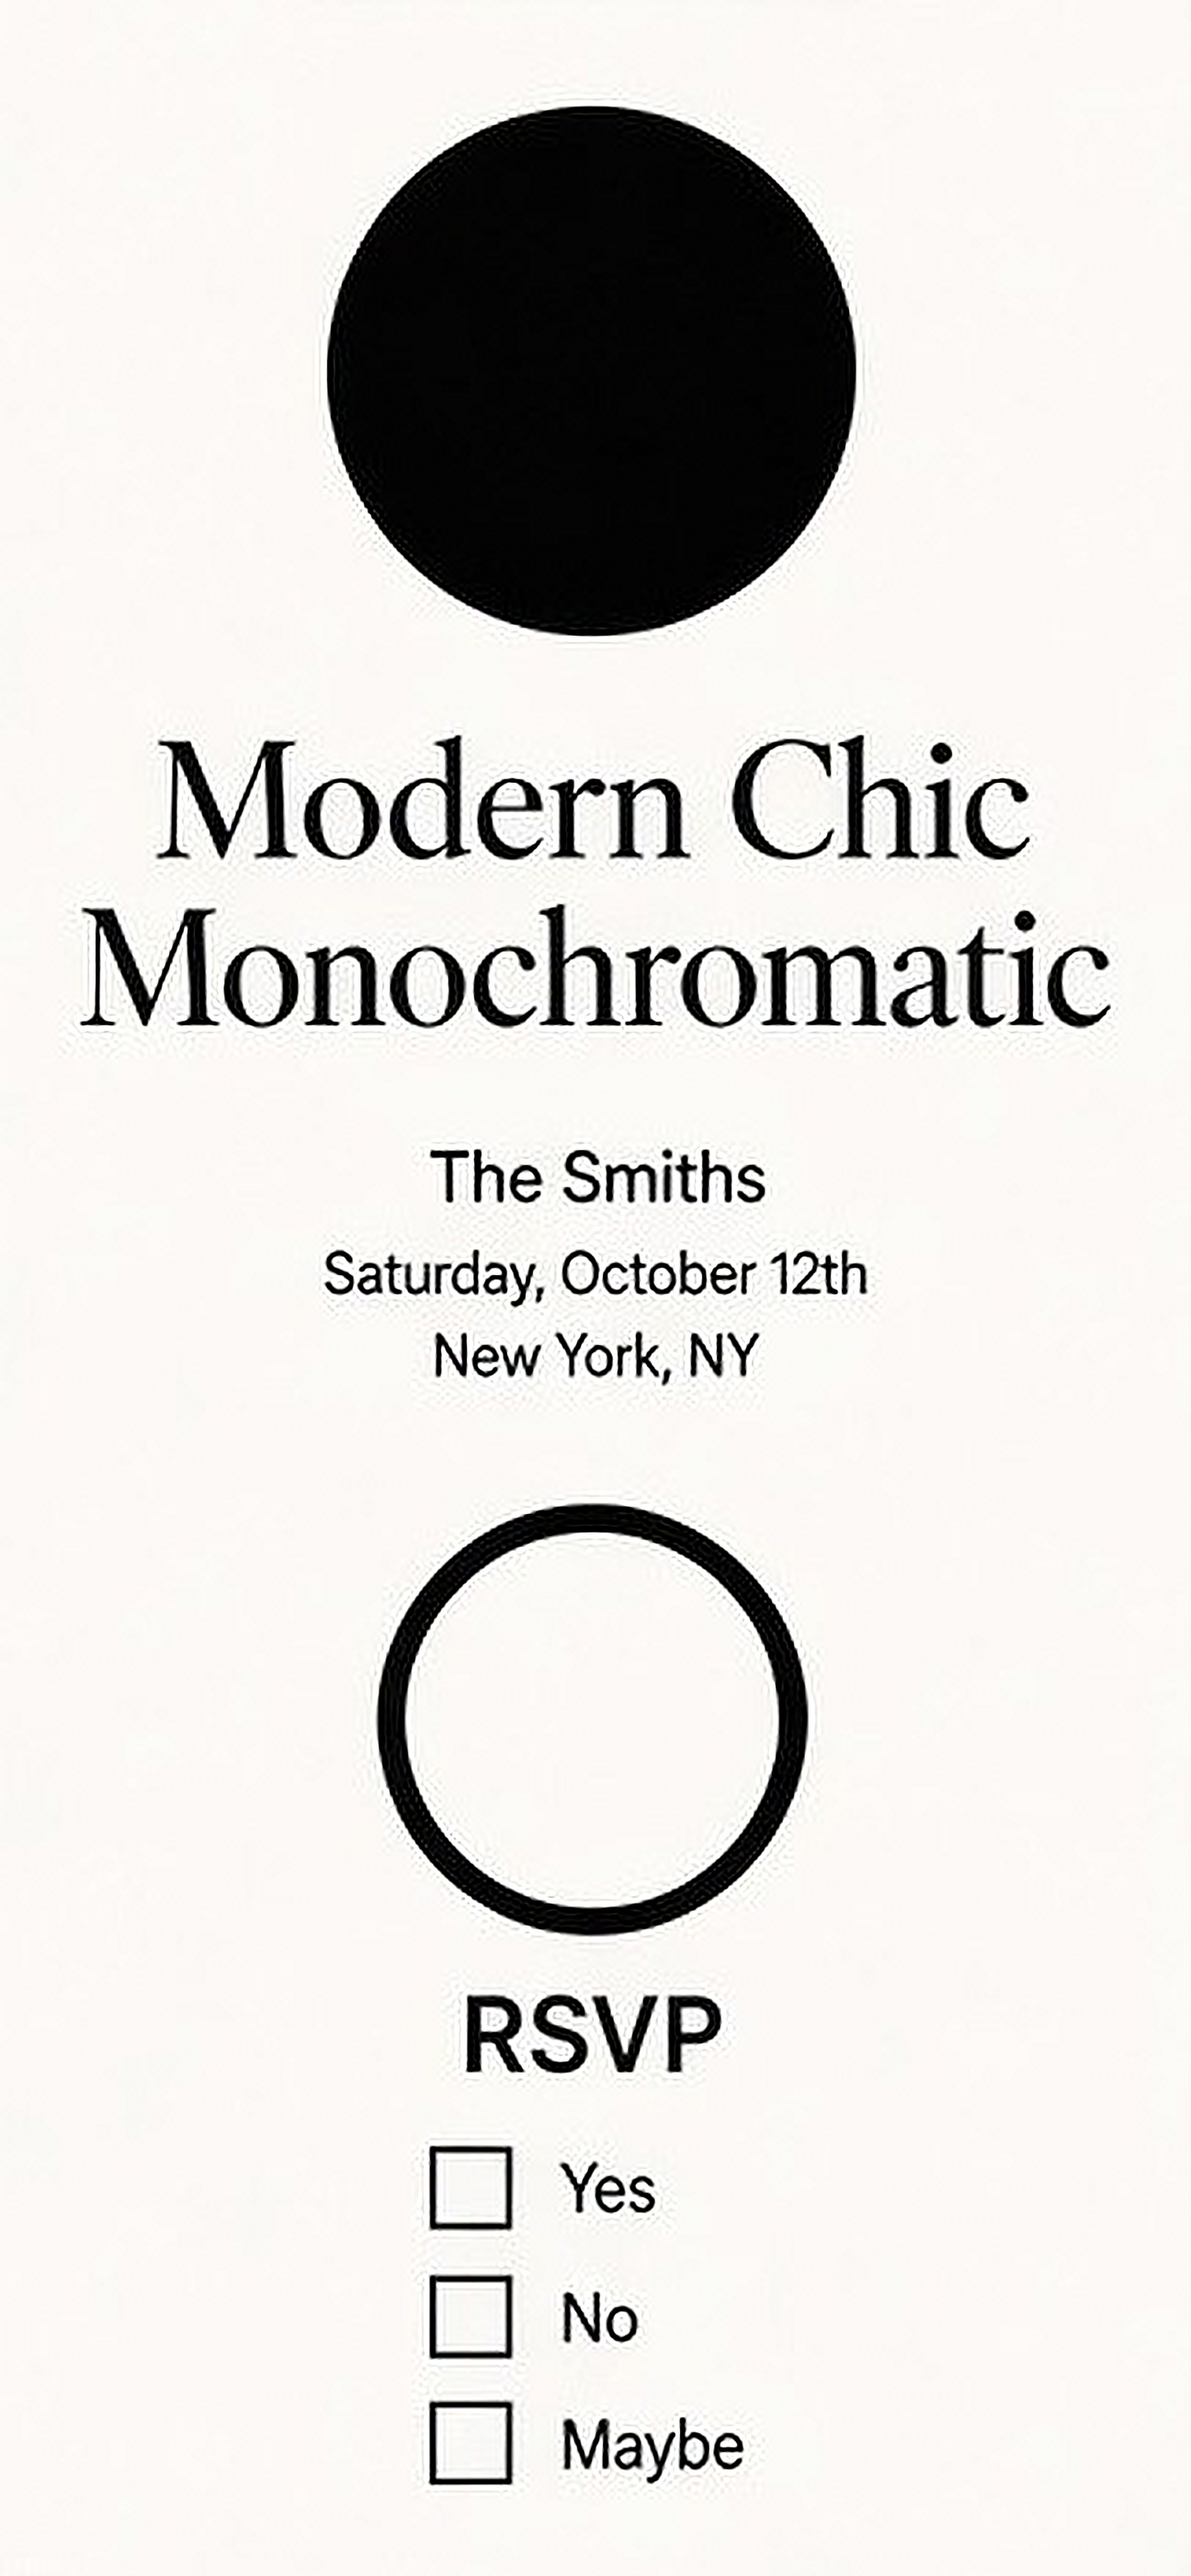 Modern Chic
Monochromatic
The Smiths
Saturday, October 12th
New York, NY
RSVP
Yes
No
Maybe